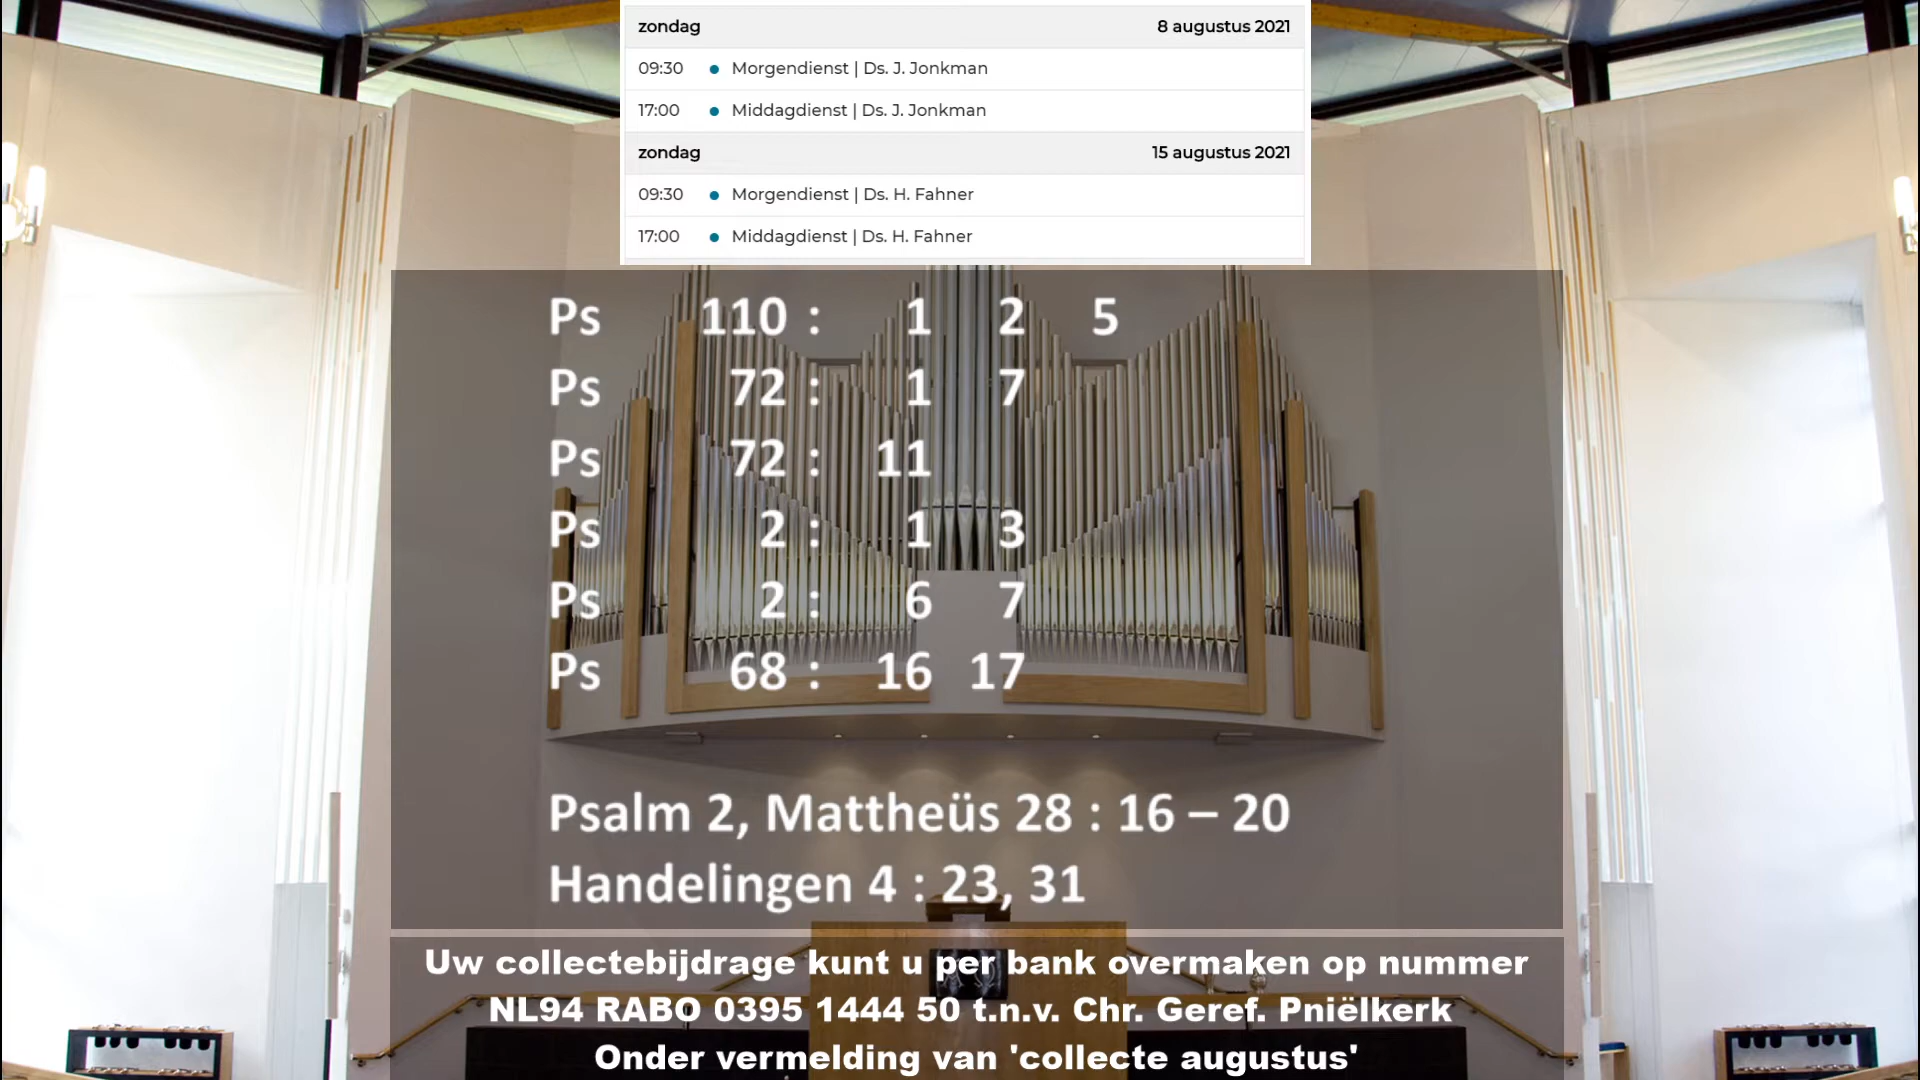 zondag 8 augustus 2021
09:30 Morgendienst | Ds. J. Jonkman
17:00 Middagdienst | Ds. J. Jonkman
zondag 15 augustus 2021
09:30 Morgendienst | Ds. H. Fahner
17:00 Middagdienst | Ds. H. Fahner
Ps 110 : 1 2 5
Ps 72 : 1 7
Ps 72 : 11
Ps 2 : 1 3
Ps 2 : 6 7
Ps 68 : 16 17
Psalm 2, Mattheüs 28 : 16 – 20
Handelingen 4 : 23, 31
Uw collectebijdrage kunt u per bank overmaken op nummer
NL94 RABO 0395 1444 50 t.n.v. Chr. Geref. Pniëlkerk
Onder vermelding van 'collecte augustus'